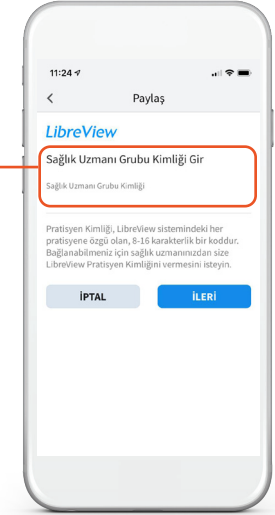 11:24
Paylaş
LibreView
Sağlık Uzmanı Grubu Kimliği Gir
Sağlık Uzmanı Grubu Kimliği
Pratisyen Kimliği, LibreView sistemindeki her
pratisyene özgü olan, 8-16 karakterlik bir koddur.
Bağlanabilmeniz için sağlık uzmanınızdan size
LibreView Pratisyen Kimliğini vermesini isteyin.
İPTAL
İLERİ